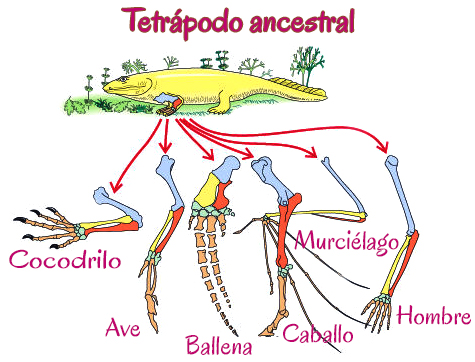 Tetrápodo ancestral
Cocodrilo
Ave
Ballena
Caballo
Murciélago
Hombre